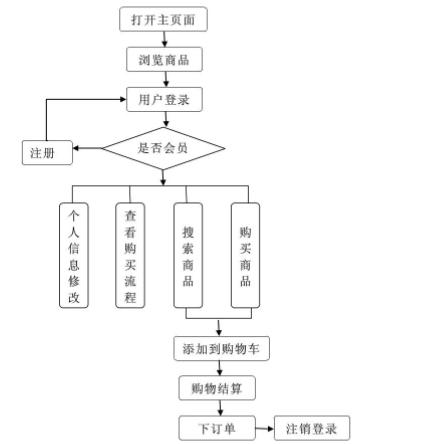 打开主页面
浏览商品
用户登录
是否会员
注册
个人信息修改
查看购买流程
搜索商品
购买商品
添加到购物车
购物结算
下订单
注销登录